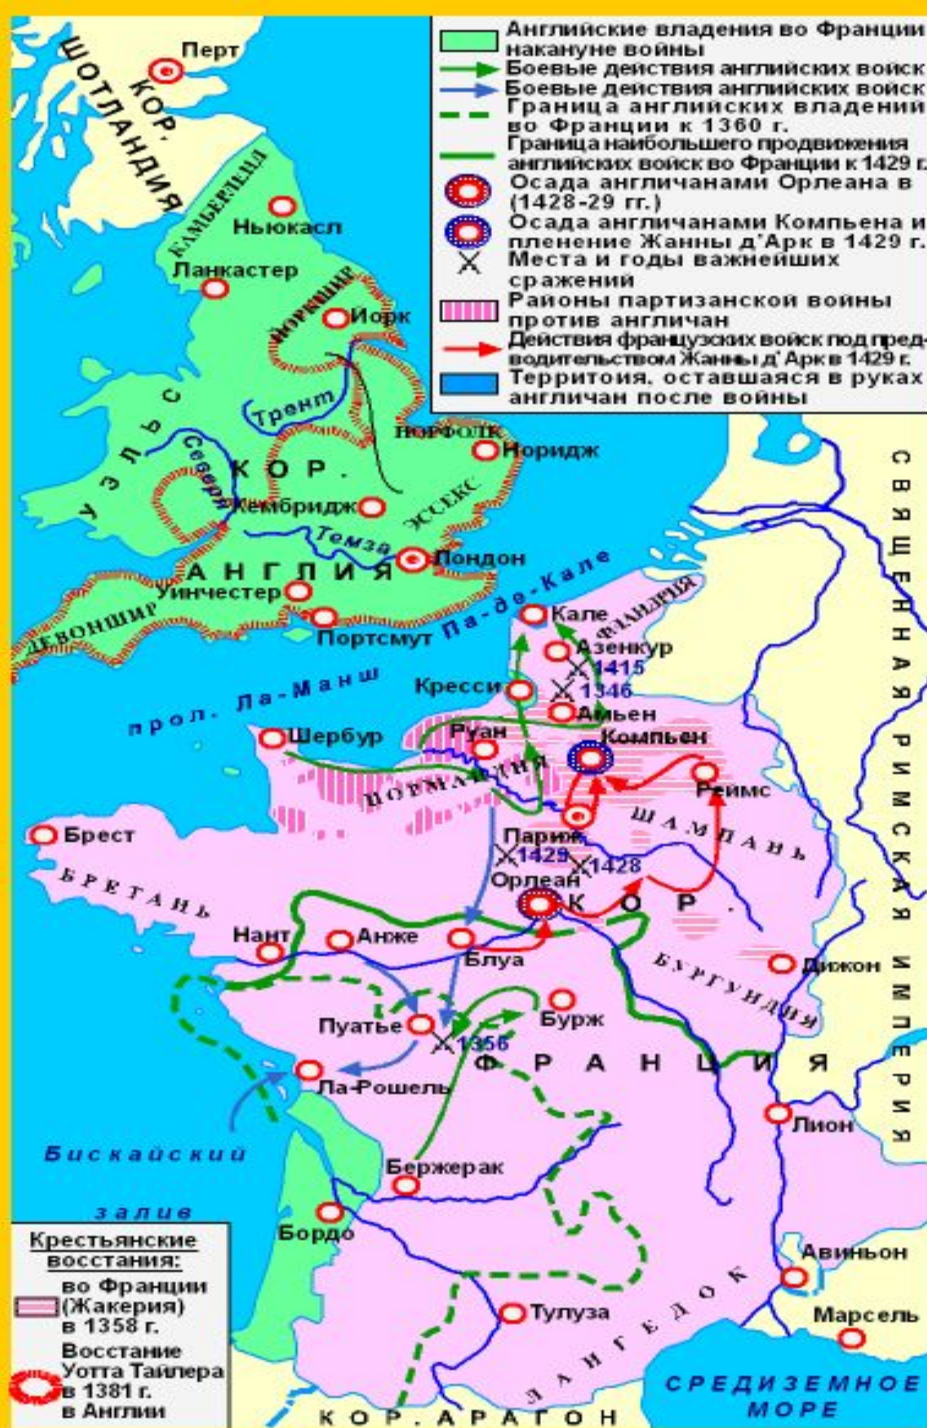 Английские владения во Франции
накануне войны
Боевые действия английских войск
Боевые действия английских войск
Граница английских владений
во Франции к 1360 г.
Граница наибольшего продвижения
английских войск во Франции к 1429 г.
Осада англичанами Орлеана в
(1428-29 гг.)
Осада англичанами Компьена и
пленение Жанны д'Арк в 1429 г.
Места и годы важнейших
сражений
Районы партизанской войны
против англичан
Действия французских войск под пред-
водительством Жанны д'Арк в 1429 г.
Территоия, оставшаяся в руках
англичан после войны
Перт
КОР.
ШОТЛАНДИЯ
КАМБЕРЛЕНД
Ньюкасл
Ланкастер
ЙОРКШИР
Йорк
Трент
УЭЛЬС
Северн
НОРФОЛК
Норидж
КОР.
Кембридж
ЭССЕКС
Темза
Лондон
АНГЛИЯ
Уинчестер
ДЕВОНШИР
Портсмут
Па-де-Кале
прол. Ла-Манш
СВЯЩЕННАЯ РИМСКАЯ ИМПЕРИЯ
Кале
ФЛАНДРИЯ
Азенкур
1415
Кресси
1346
Амьен
Шербур
Руан
Компьен
НОРМАНДИЯ
Реймс
ШАМПАНЬ
Брест
Париж
1429
1428
БРЕТАНЬ
Орлеан
КОР.
Нант
Анже
Блуа
Дижон
БУРГУНДИЯ
Пуатье
Бурж
1356
ФРАНЦИЯ
Ла-Рошель
Лион
Бискайский
залив
Бержерак
Бордо
Авиньон
Тулуза
Марсель
ЛАНГЕДОК
СРЕДИЗЕМНОЕ
МОРЕ
КОР. АРАГОН
Крестьянские
восстания:
во Франции
(Жакерия)
в 1358 г.
Восстание
Уотта Тайлера
в 1381 г.
в Англии